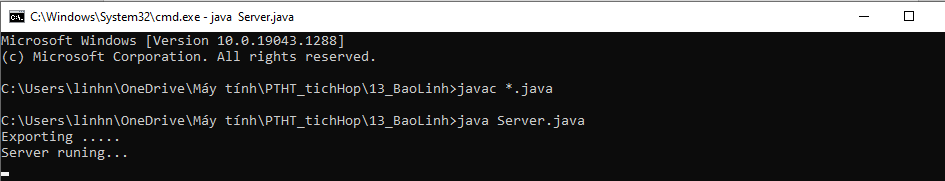 C:\Windows\System32\cmd.exe - java  Server.java
Microsoft Windows [Version 10.0.19043.1288]
(c) Microsoft Corporation. All rights reserved.
C:\Users\linhn\OneDrive\Máy tính\PTHT_tichHop\13_BaoLinh>javac *.java
C:\Users\linhn\OneDrive\Máy tính\PTHT_tichHop\13_BaoLinh>java Server.java
Exporting .....
Server runing...